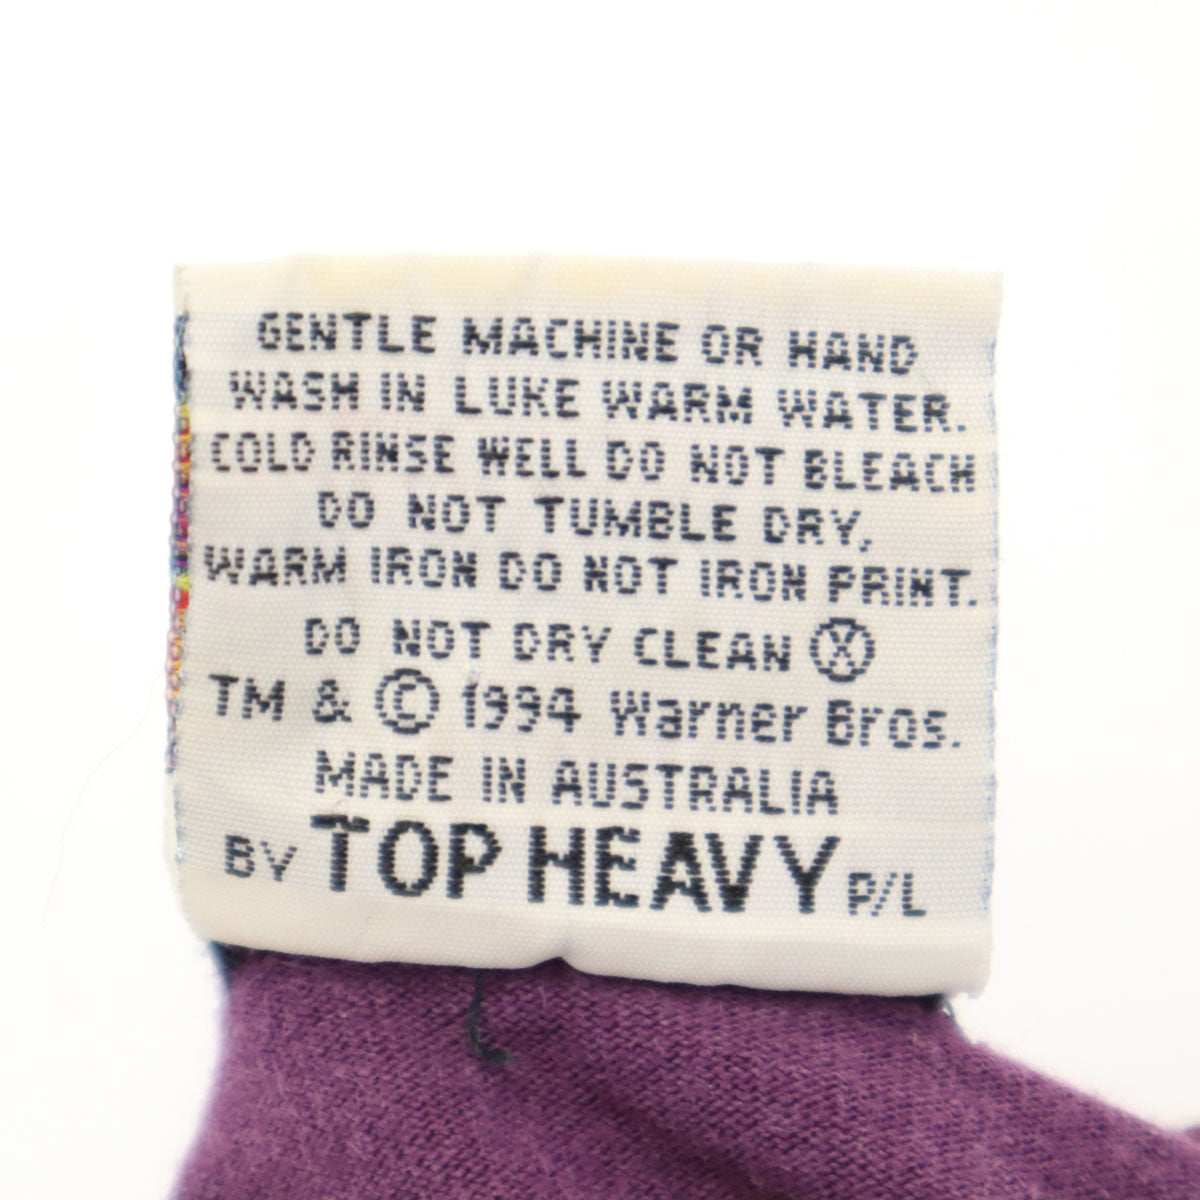 GENTLE MACHINE OR HAND
WASH IN LUKE WARM WATER.
COLD RINSE WELL DO NOT BLEACH
DO NOT TUMBLE DRY,
WARM IRON DO NOT IRON PRINT.
DO NOT DRY CLEAN Ⓧ
TM & © 1994 Warner Bros.
MADE IN AUSTRALIA
BY TOP HEAVY P/L